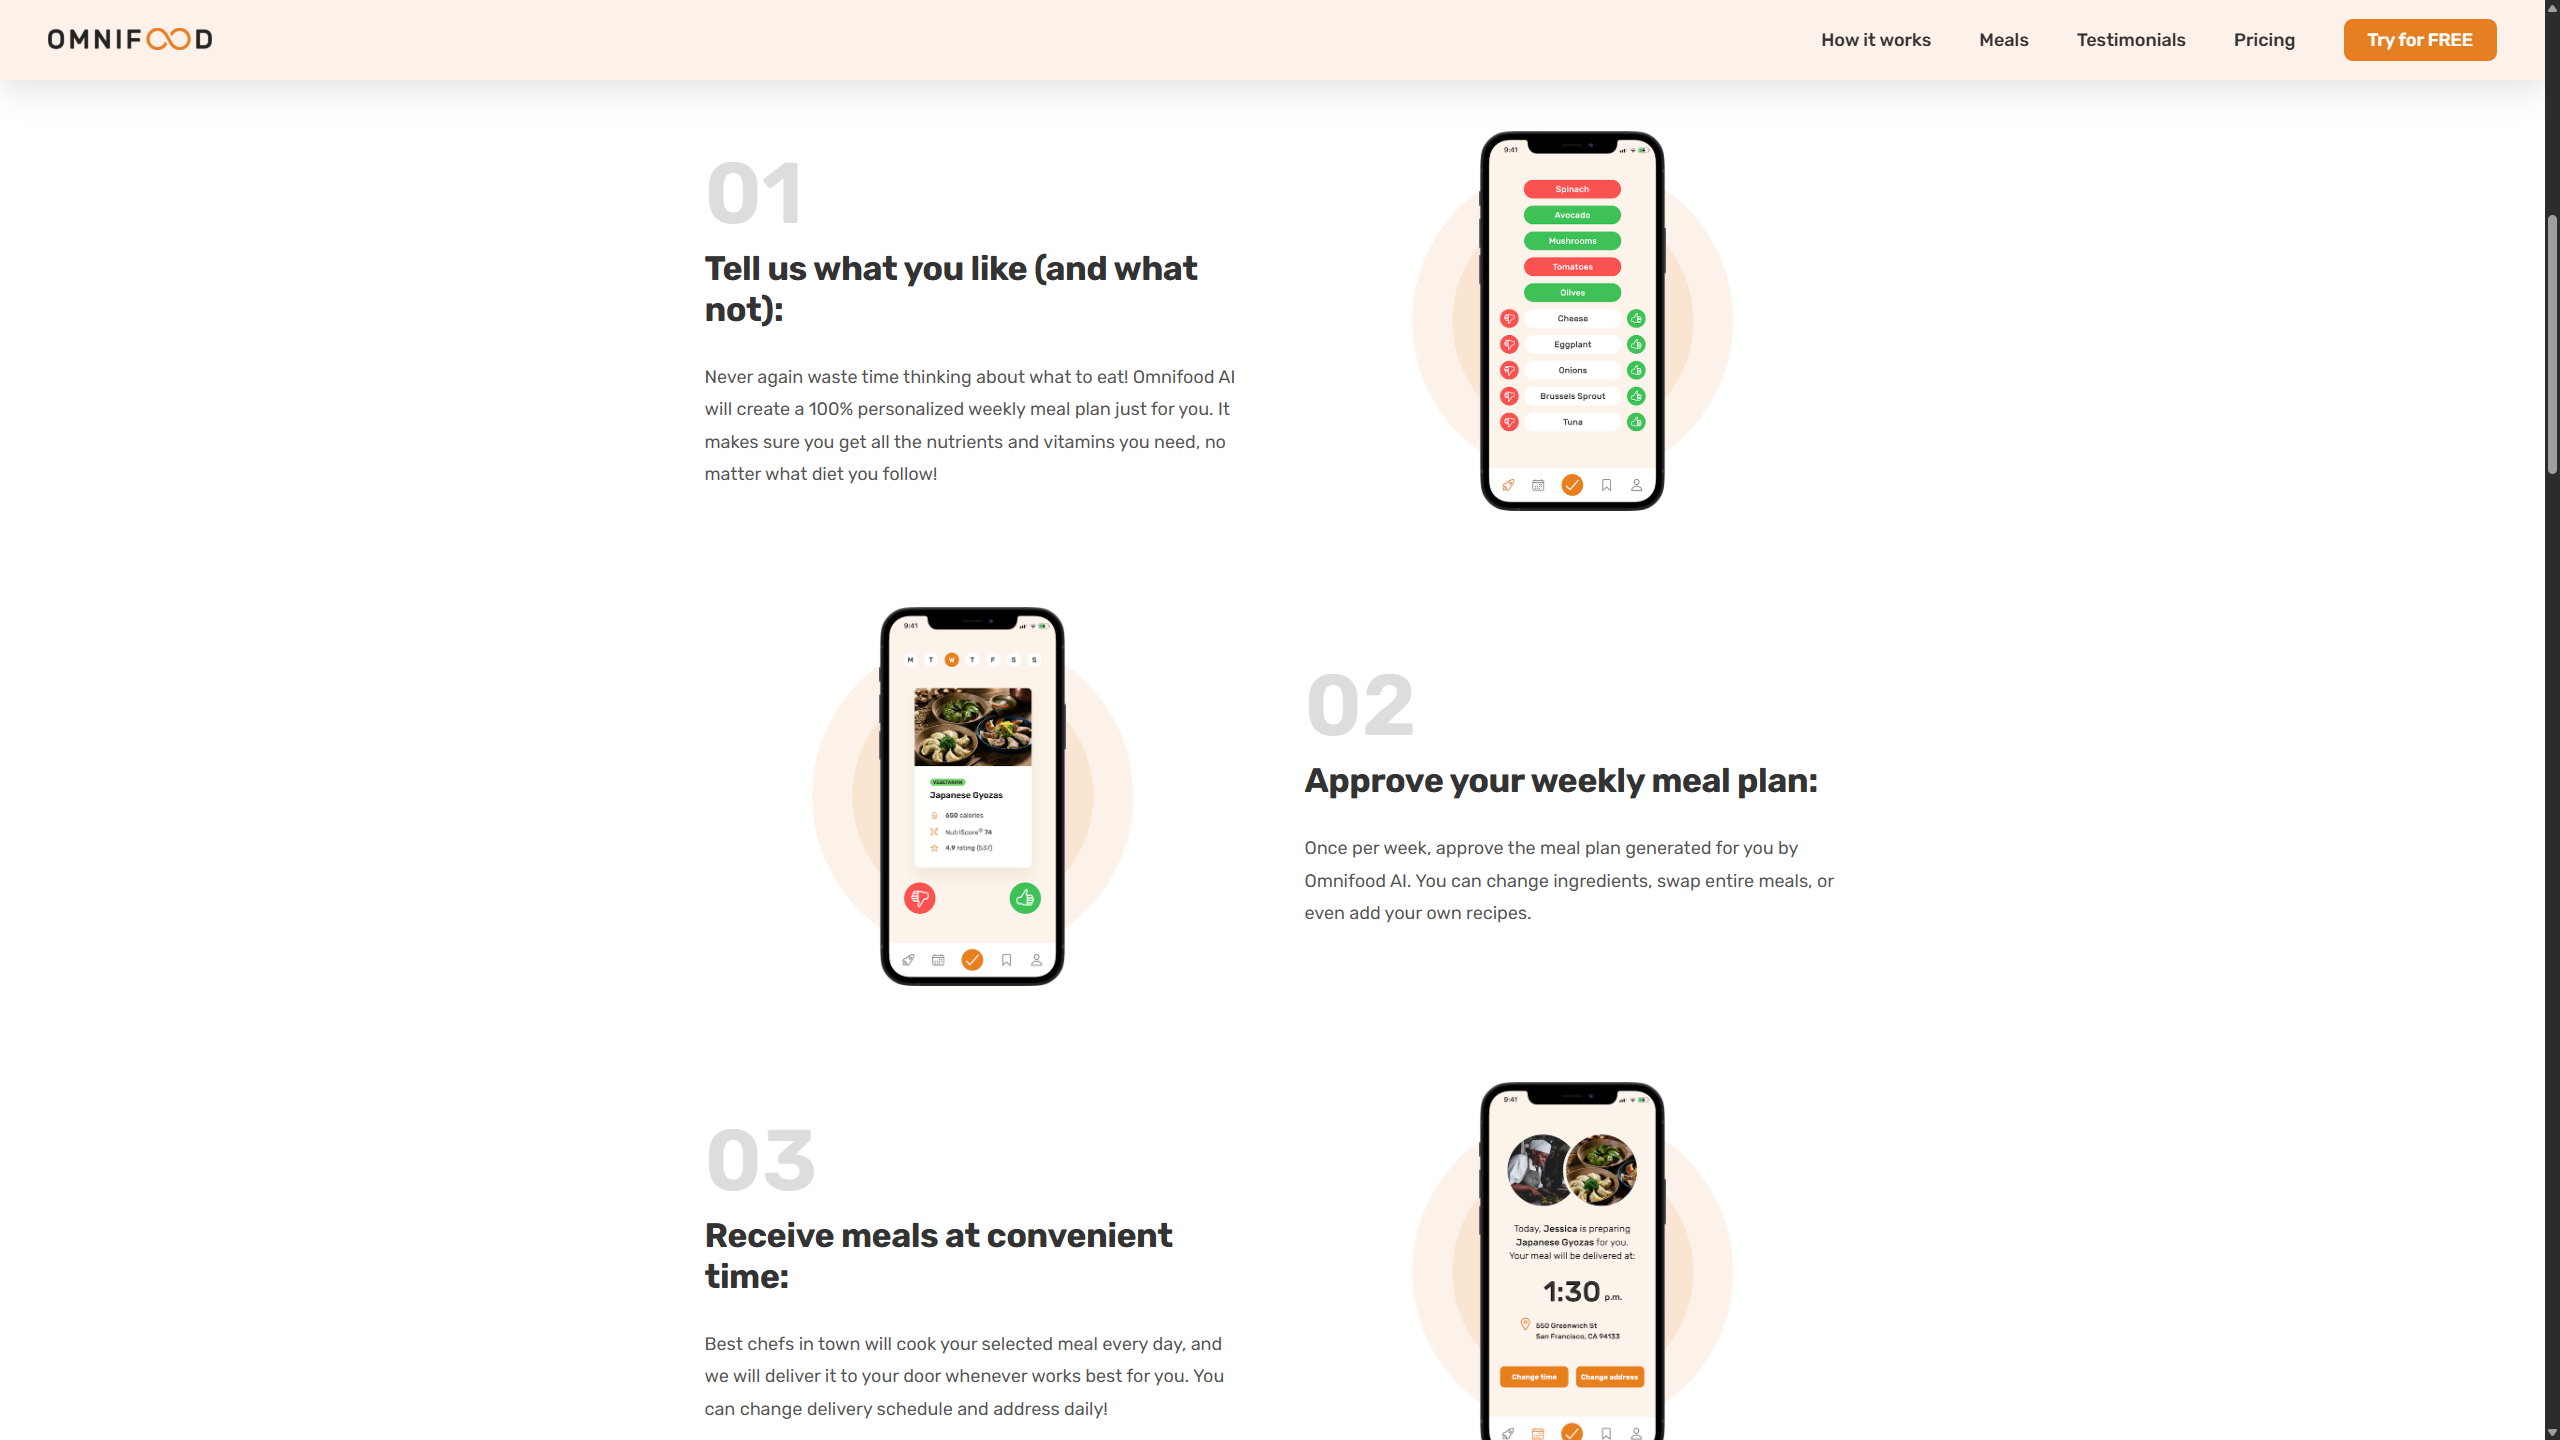 OMNIFOOD
How it works
Meals
Testimonials
Pricing
Try for FREE
01
Tell us what you like (and what
not):
Never again waste time thinking about what to eat! Omnifood AI
will create a 100% personalized weekly meal plan just for you. It
makes sure you get all the nutrients and vitamins you need, no
matter what diet you follow!
9:41
Spinach
Avocado
Mushrooms
Tomatoes
Olives
Cheese
Eggplant
Onions
Brussels Sprout
Tuna
9:41
M T W T F S S
VEGETARIAN
Japanese Gyozas
650 calories
NutriScore® 74
4.9 rating (537)
02
Approve your weekly meal plan:
Once per week, approve the meal plan generated for you by
Omnifood AI. You can change ingredients, swap entire meals, or
even add your own recipes.
03
Receive meals at convenient
time:
Best chefs in town will cook your selected meal every day, and
we will deliver it to your door whenever works best for you. You
can change delivery schedule and address daily!
9:41
Today, Jessica is preparing
Japanese Gyozas for you.
Your meal will be delivered at:
1:30 p.m.
550 Greenwich St
San Francisco, CA 94133
Change time
Change address